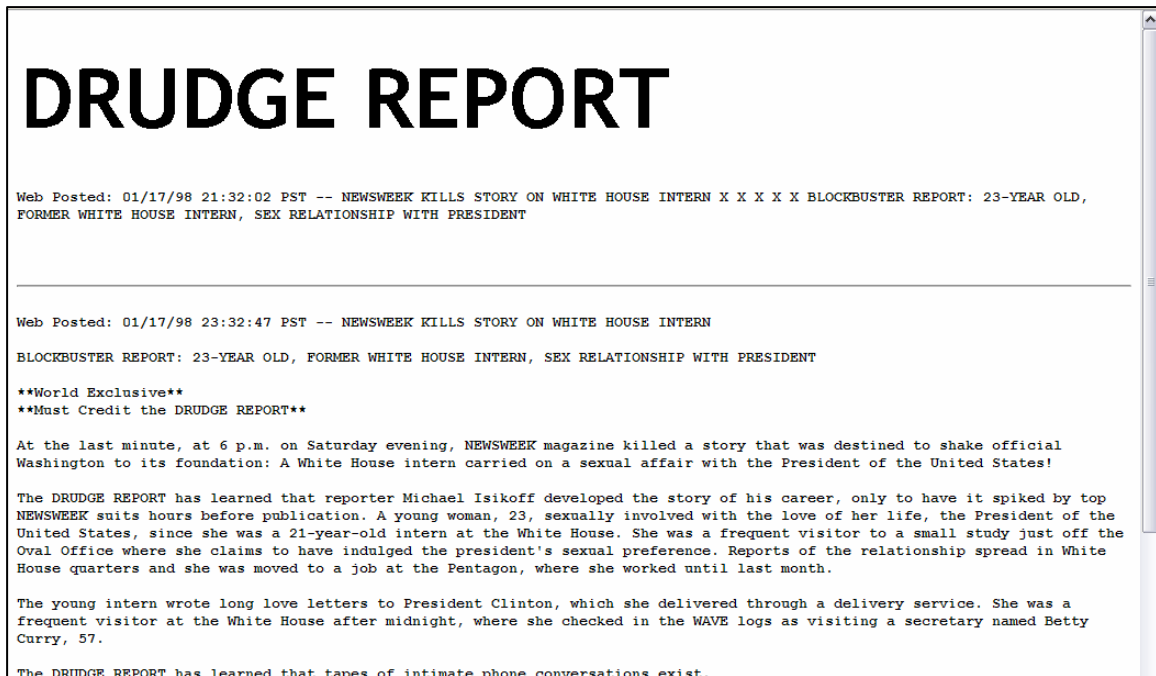 DRUDGE REPORT
Web Posted: 01/17/98 21:32:02 PST -- NEWSWEEK KILLS STORY ON WHITE HOUSE INTERN X X X X X BLOCKBUSTER REPORT: 23-YEAR OLD,
FORMER WHITE HOUSE INTERN, SEX RELATIONSHIP WITH PRESIDENT
Web Posted: 01/17/98 23:32:47 PST -- NEWSWEEK KILLS STORY ON WHITE HOUSE INTERN
BLOCKBUSTER REPORT: 23-YEAR OLD, FORMER WHITE HOUSE INTERN, SEX RELATIONSHIP WITH PRESIDENT
**World Exclusive**
**Must Credit the DRUDGE REPORT**
At the last minute, at 6 p.m. on Saturday evening, NEWSWEEK magazine killed a story that was destined to shake official
Washington to its foundation: A White House intern carried on a sexual affair with the President of the United States!
The DRUDGE REPORT has learned that reporter Michael Isikoff developed the story of his career, only to have it spiked by top
NEWSWEEK suits hours before publication. A young woman, 23, sexually involved with the love of her life, the President of the
United States, since she was a 21-year-old intern at the White House. She was a frequent visitor to a small study just off the
Oval Office where she claims to have indulged the president's sexual preference. Reports of the relationship spread in White
House quarters and she was moved to a job at the Pentagon, where she worked until last month.
The young intern wrote long love letters to President Clinton, which she delivered through a delivery service. She was a
frequent visitor at the White House after midnight, where she checked in the WAVE logs as visiting a secretary named Betty
Curry, 57.
The DRUDGE REPORT has learned that tapes of intimate phone conversations exist.